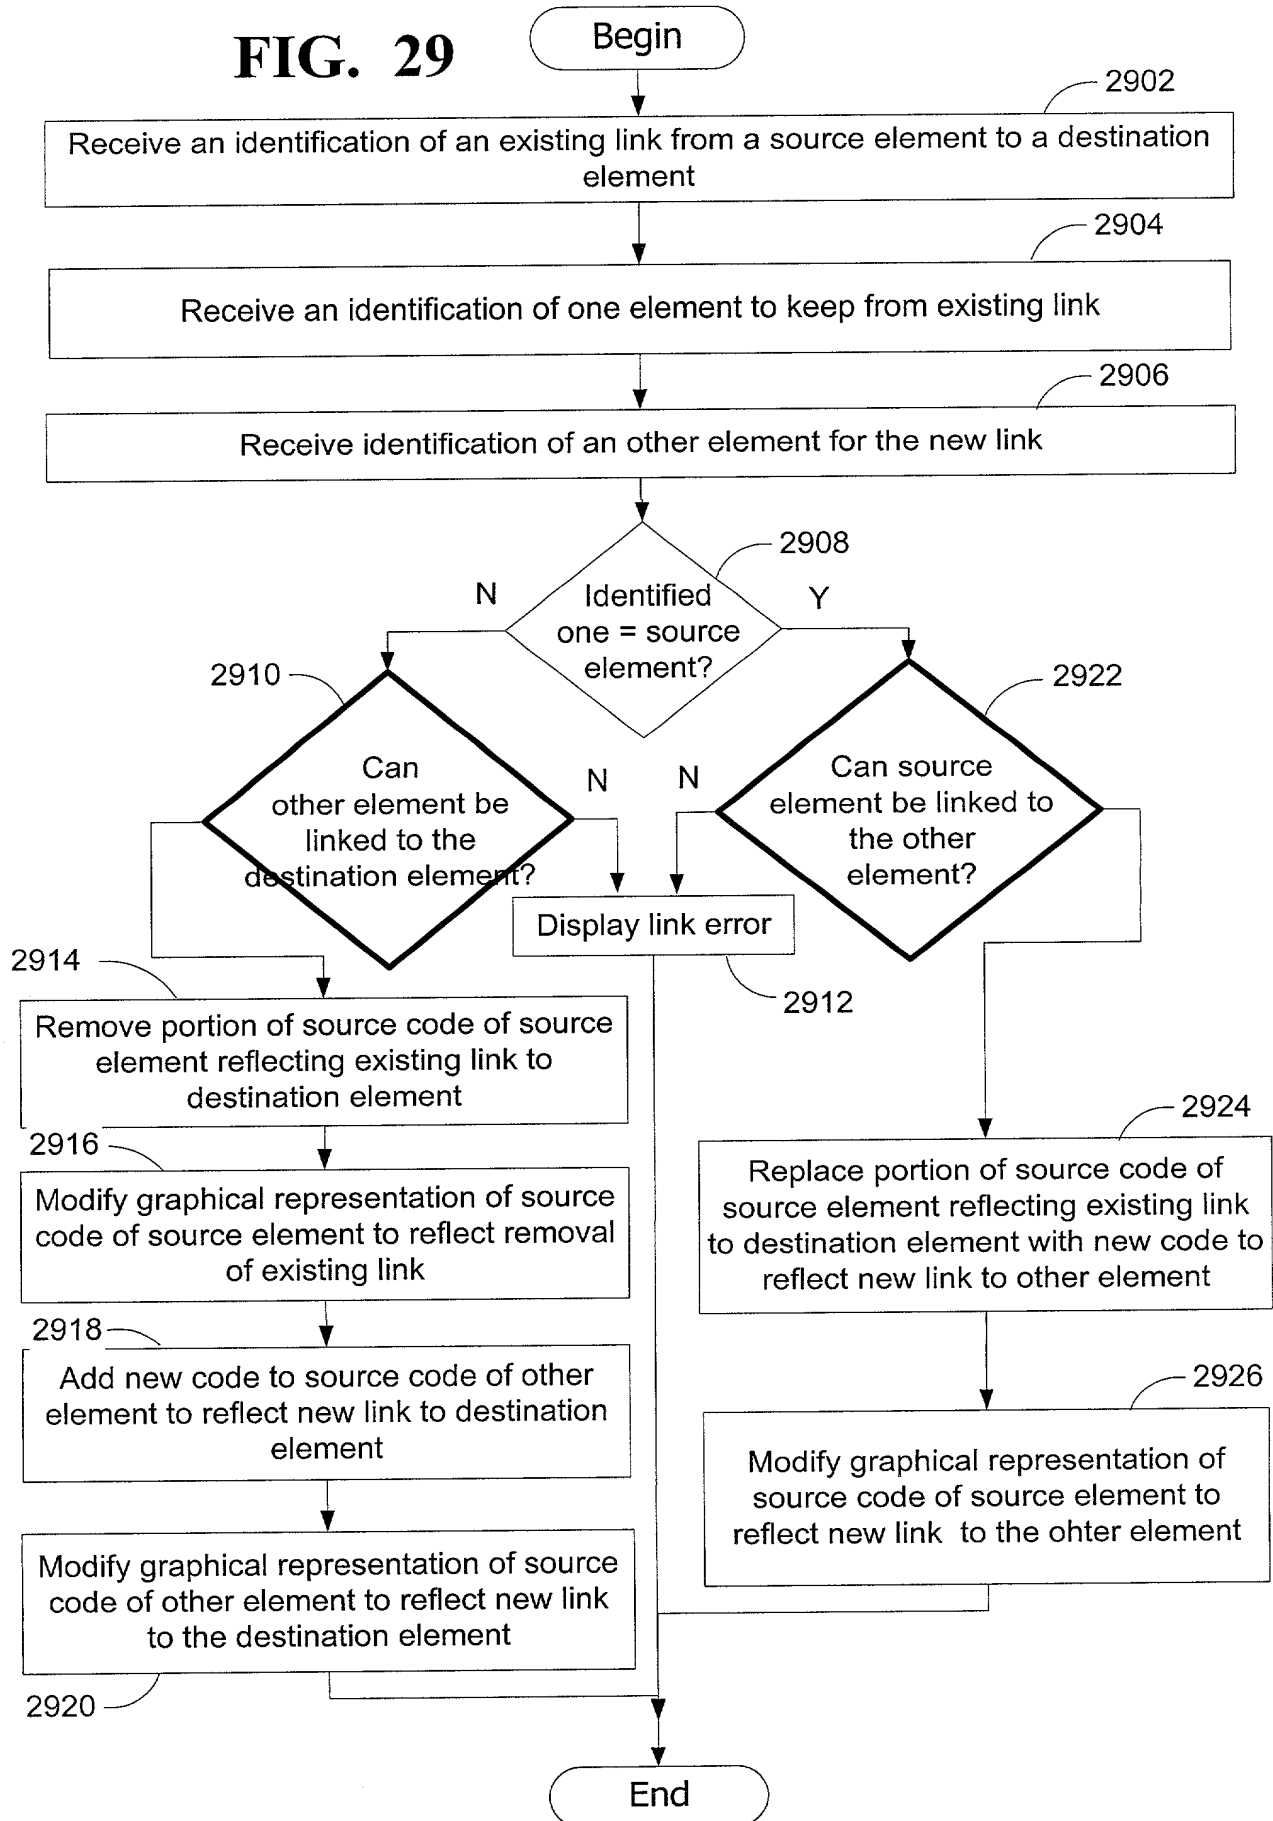 FIG. 29
Begin
2902
Receive an identification of an existing link from a source element to a destination
element
2904
Receive an identification of one element to keep from existing link
2906
Receive identification of an other element for the new link
2908
N
Identified
one = source
element?
Y
2910
Can
other element be
linked to the
destination element?
N
2922
Can source
element be linked to
the other
element?
N
Display link error
2912
2914
Remove portion of source code of source
element reflecting existing link to
destination element
2916
Modify graphical representation of source
code of source element to reflect removal
of existing link
2918
Add new code to source code of other
element to reflect new link to destination
element
Modify graphical representation of source
code of other element to reflect new link
to the destination element
2920
2924
Replace portion of source code of
source element reflecting existing link
to destination element with new code to
reflect new link to other element
2926
Modify graphical representation of
source code of source element to
reflect new link to the ohter element
End